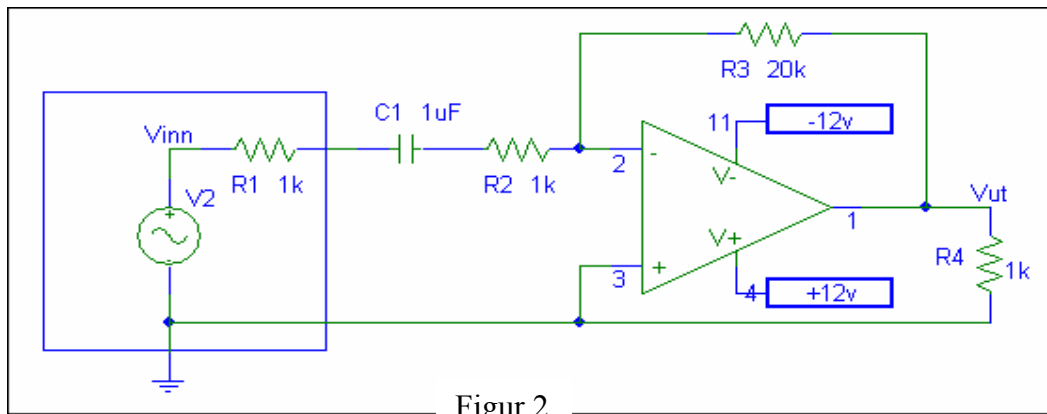 R3 20k
C1 1uF
11 -12v
Vinn
2 -
R2 1k
R1 1k
V-
V2
+
Vut
1
V+
R4
1k
-
3 +
4 +12v
Figur 2